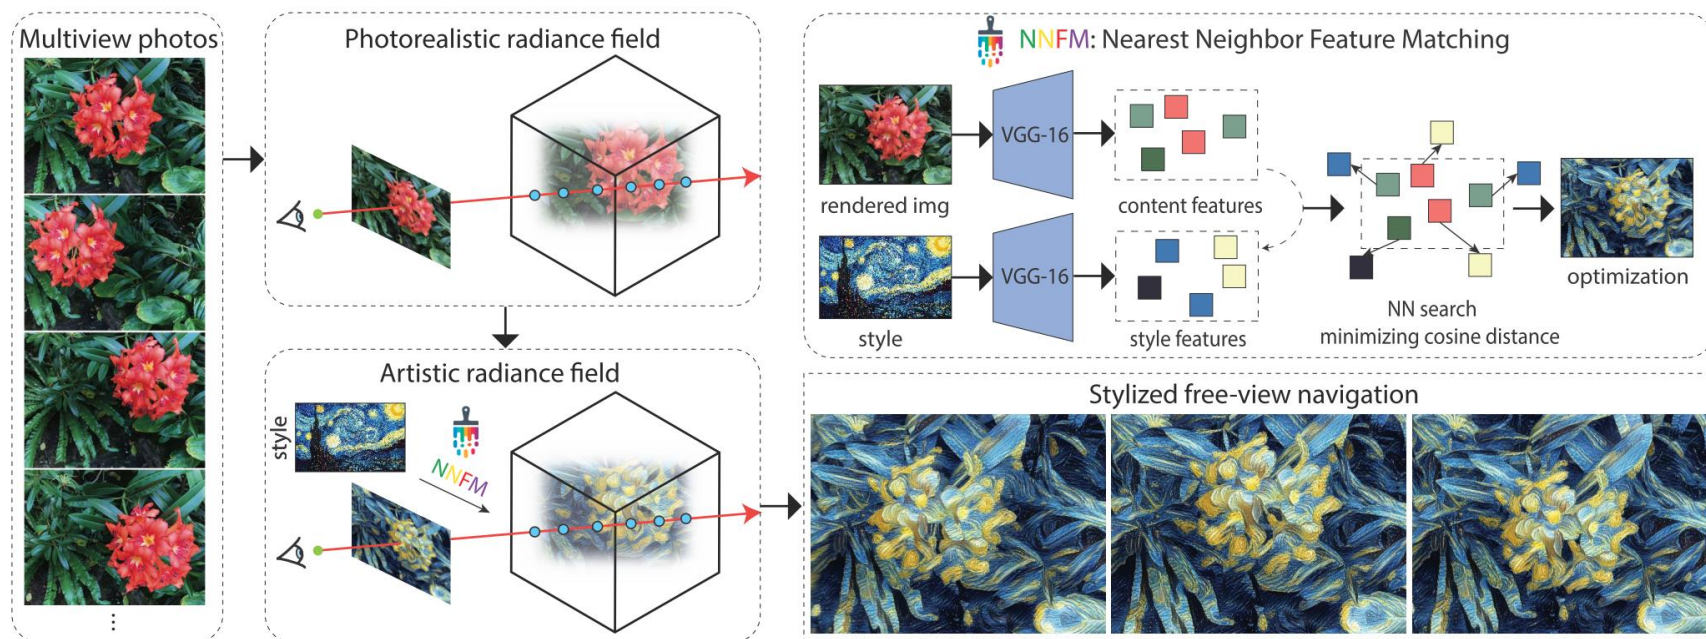 Multiview photos
⋮
Photorealistic radiance field
Artistic radiance field
style
NNFM
NNFM: Nearest Neighbor Feature Matching
rendered img
VGG-16
content features
style
VGG-16
style features
NN search
minimizing cosine distance
optimization
Stylized free-view navigation